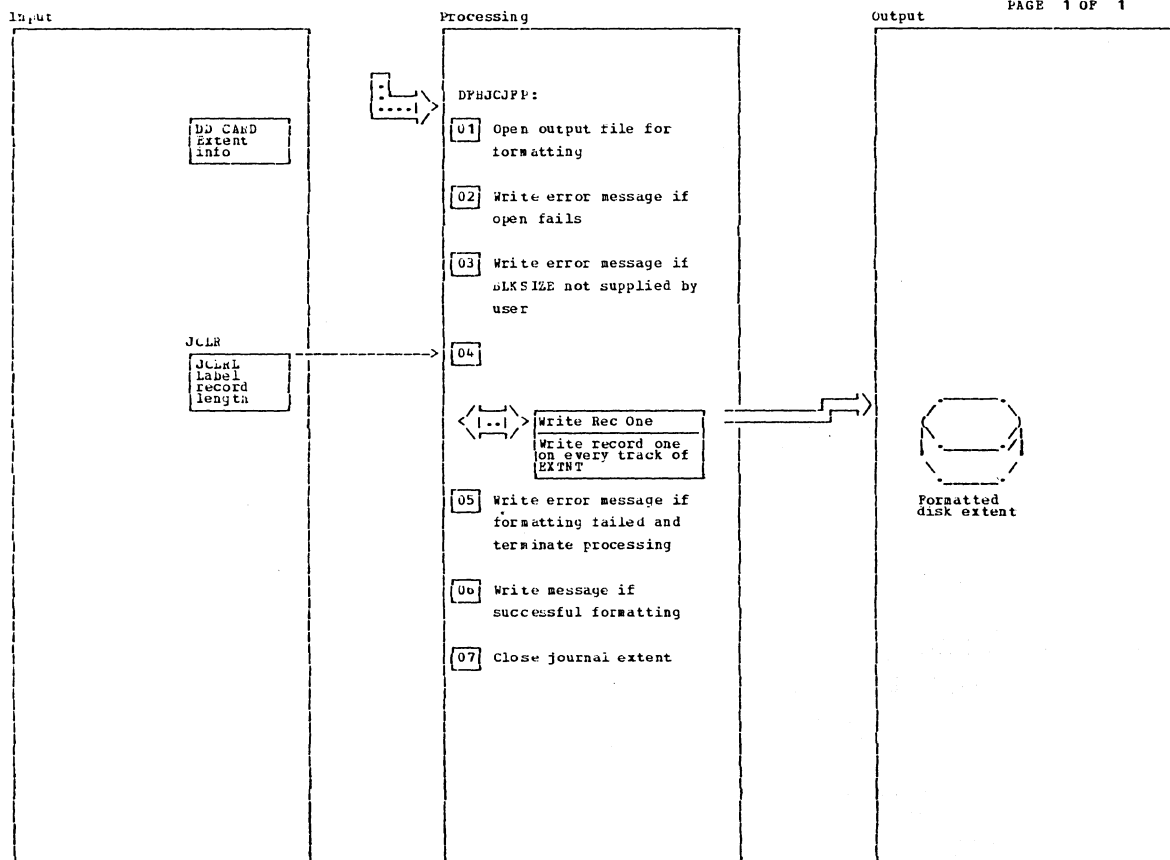 PAGE 1 OF 1
Input
Processing
Output
DFHJCJFP:
DD CARD
Extent
info
01 Open output file for
formatting
02 Write error message if
open fails
03 Write error message if
BLKSIZE not supplied by
user
JCLR
JCLRL
Label
record
length
04
Write Rec One
Write record one
on every track of
EXTNT
05 Write error message if
formatting failed and
terminate processing
Formatted
disk extent
06 Write message if
successful formatting
07 Close journal extent